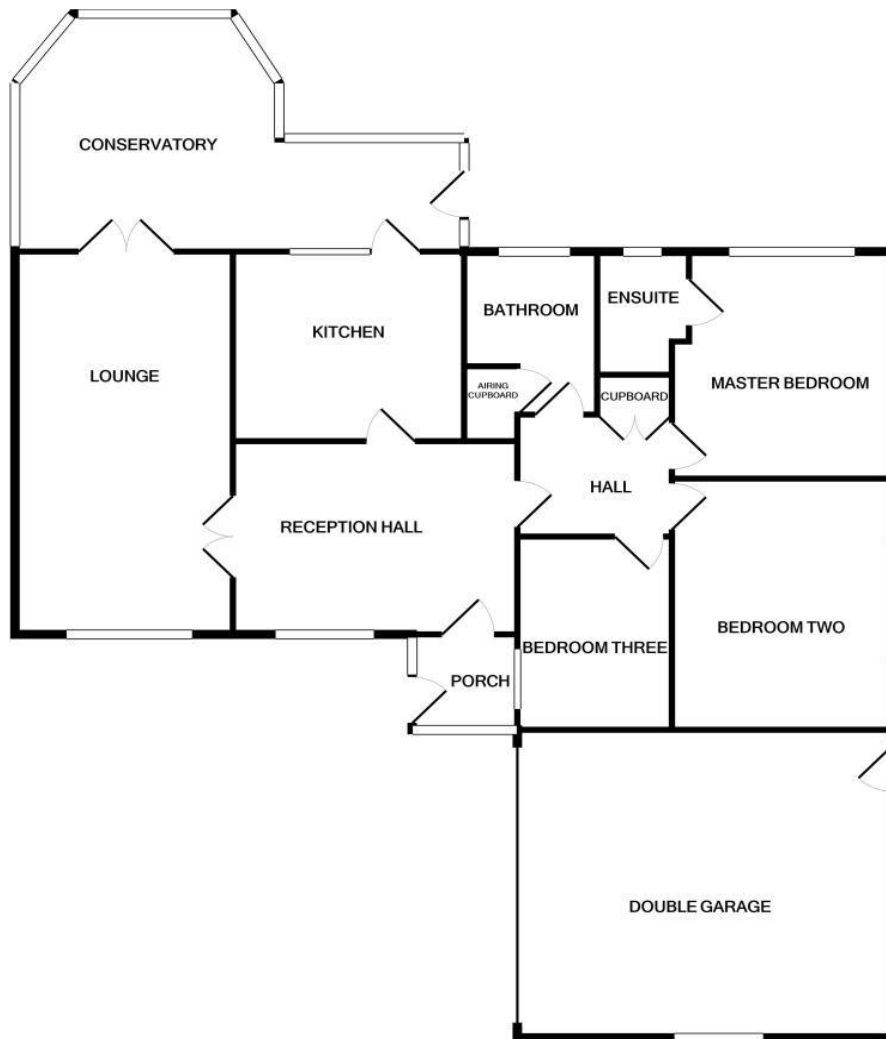 CONSERVATORY
ENSUITE
BATHROOM
KITCHEN
LOUNGE
MASTER BEDROOM
AIRING
CUPBOARD
CUPBOARD
HALL
RECEPTION HALL
BEDROOM TWO
BEDROOM THREE
PORCH
DOUBLE GARAGE